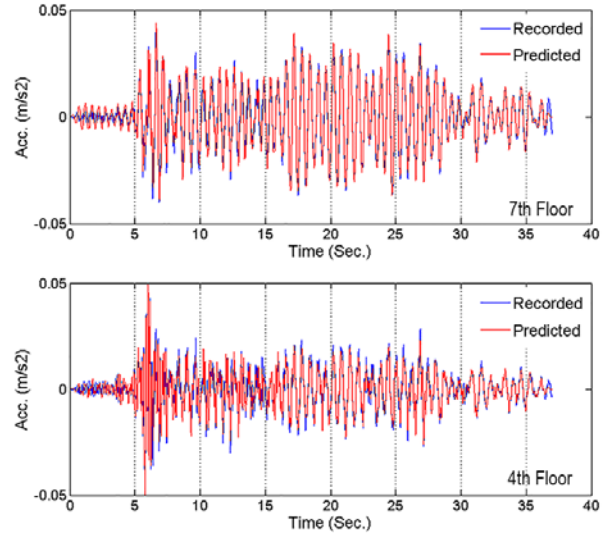 0.05
Recorded
Predicted
Acc. (m/s2)
0
7th Floor
-0.05
0 5 10 15 20 25 30 35 40
Time (Sec.)
0.05
Recorded
Predicted
Acc. (m/s2)
0
4th Floor
-0.05
0 5 10 15 20 25 30 35 40
Time (Sec.)